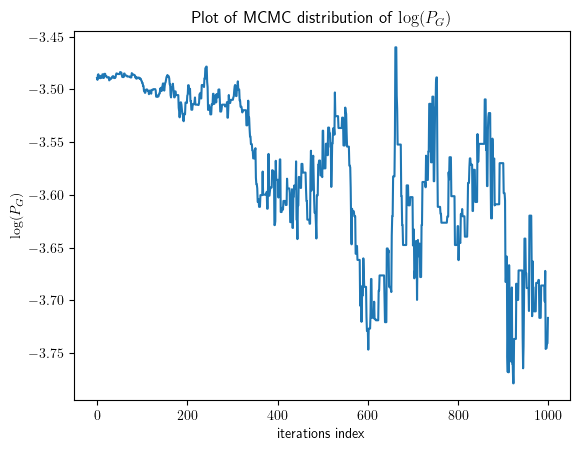 Plot of MCMC distribution of log(P_G)
log(P_G)
−3.45
−3.50
−3.55
−3.60
−3.65
−3.70
−3.75
0 200 400 600 800 1000
iterations index